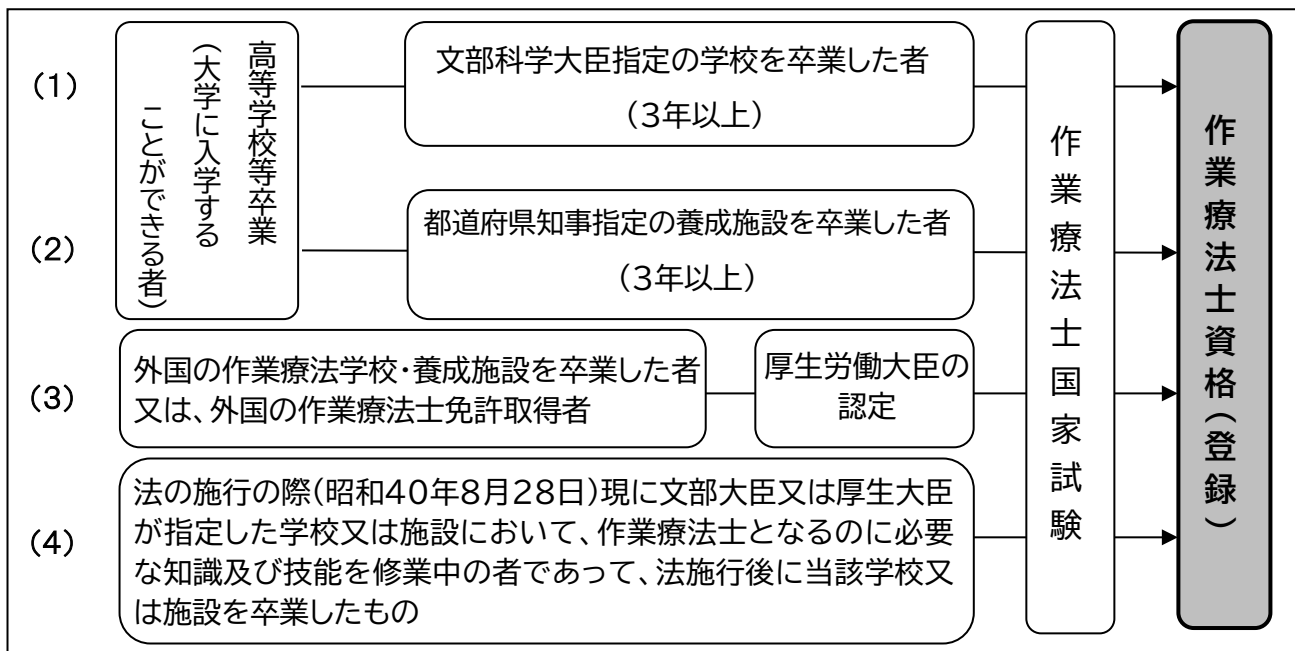 (1)
高等学校等卒業
(大学に入学する
ことができる者)
文部科学大臣指定の学校を卒業した者
(3年以上)
(2)
都道府県知事指定の養成施設を卒業した者
(3年以上)
(3)
外国の作業療法学校・養成施設を卒業した者
又は、外国の作業療法士免許取得者
厚生労働大臣の
認定
(4)
法の施行の際(昭和40年8月28日)現に文部大臣又は厚生大臣
が指定した学校又は施設において、作業療法士となるのに必要
な知識及び技能を修業中の者であって、法施行後に当該学校又
は施設を卒業したもの
作業療法士国家試験
作業療法士資格(登録)